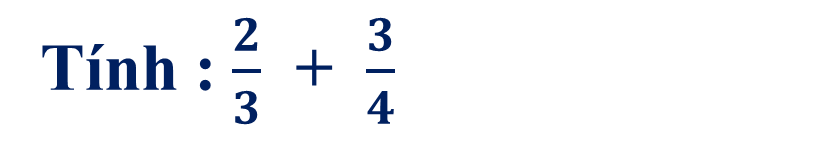 Tính : 2/3 + 3/4